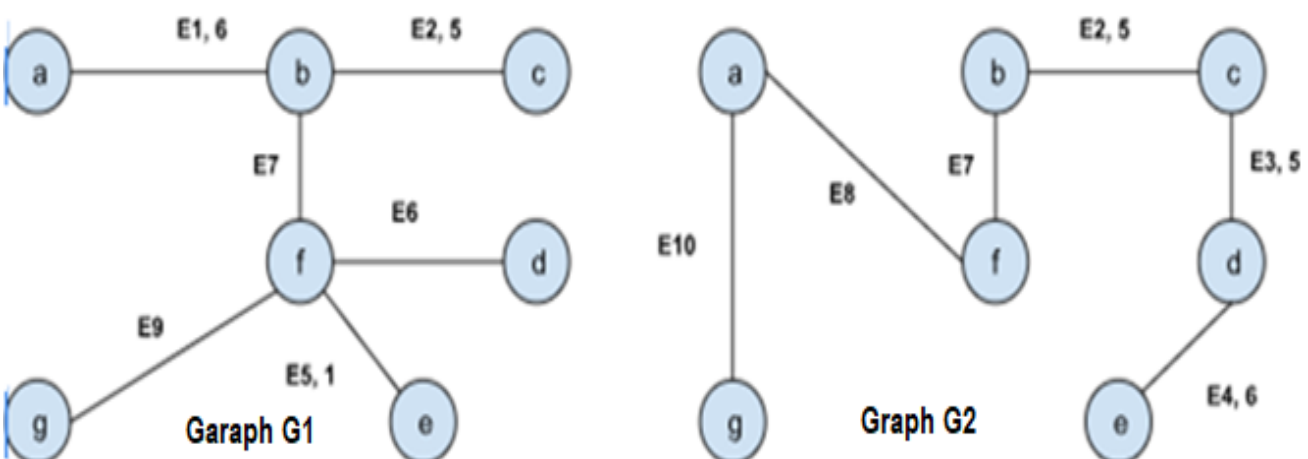 E1, 6 E2, 5 E2, 5
a b c a b c
E7 E7 E3, 5
E6 E8
f d f d
E10
E9
E5, 1 E4, 6
g Garaph G1 e g Graph G2 e